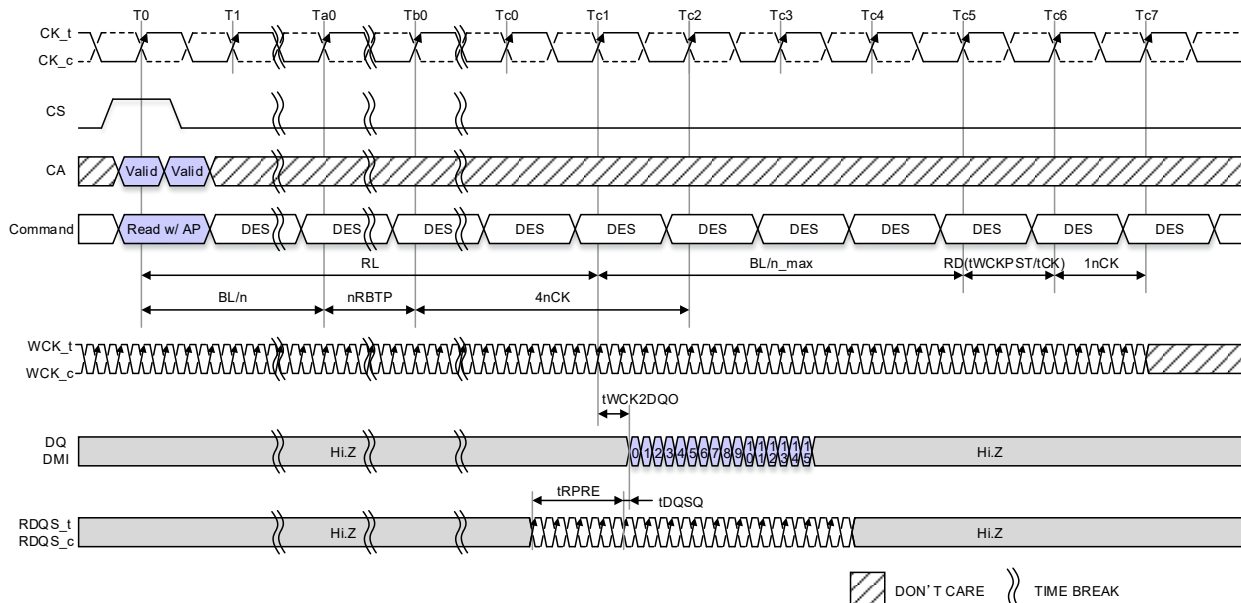 T0 T1 Ta0 Tb0 Tc0 Tc1 Tc2 Tc3 Tc4 Tc5 Tc6 Tc7
CK_t
CK_c
CS
CA Valid Valid
Command Read w/ AP DES DES DES DES DES DES DES DES DES DES DES
RL BL/n_max RD(tWCKPST/tCK) 1nCK
BL/n nRBTP 4nCK
WCK_t
WCK_c
tWCK2DQO
DQ
DMI
Hi.Z 0 1 2 3 4 5 6 7 8 9 10 11 12 13 14 15 Hi.Z
tRPRE tDQSQ
RDQS_t
RDQS_c
Hi.Z Hi.Z
DON'T CARE TIME BREAK